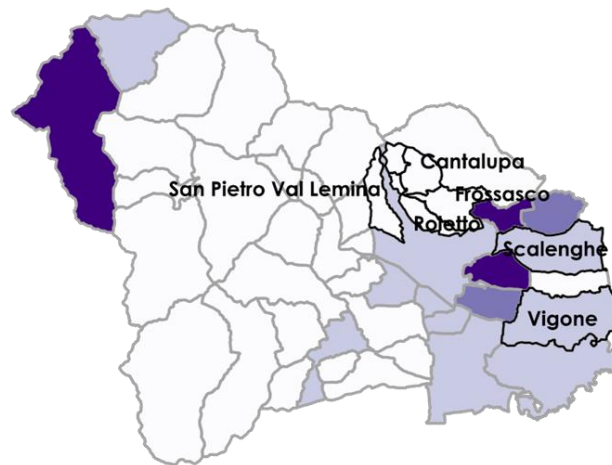 Cantalupa
San Pietro Val Lemina
Frossasco
Roletto
Scalenghe
Vigone